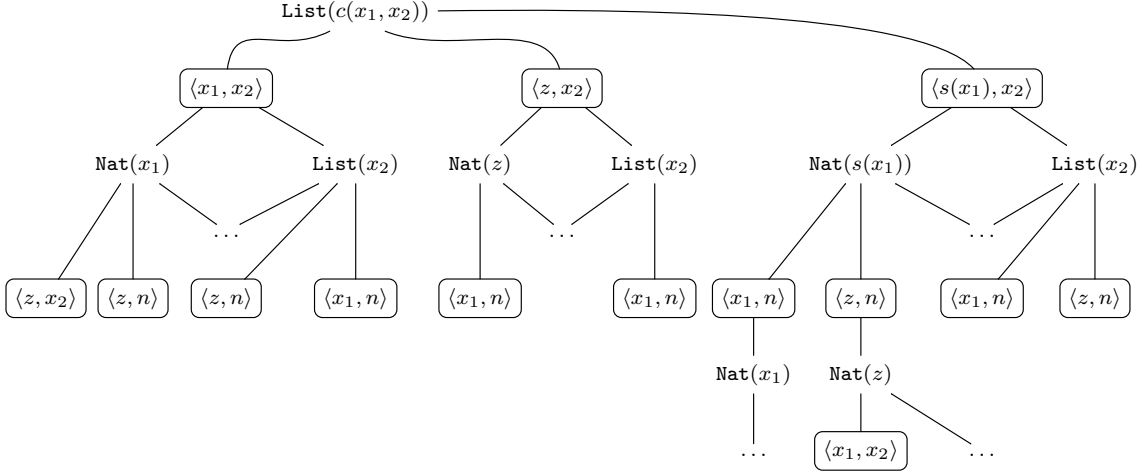 List(c(x₁, x₂))
⟨x₁, x₂⟩ ⟨z, x₂⟩ ⟨s(x₁), x₂⟩
Nat(x₁) List(x₂) Nat(z) List(x₂) Nat(s(x₁)) List(x₂)
... ... ...
⟨z, x₂⟩ ⟨z, n⟩ ⟨z, n⟩ ⟨x₁, n⟩ ⟨x₁, n⟩ ⟨x₁, n⟩ ⟨x₁, n⟩ ⟨z, n⟩ ⟨x₁, n⟩ ⟨z, n⟩
Nat(x₁) Nat(z)
... ⟨x₁, x₂⟩ ...